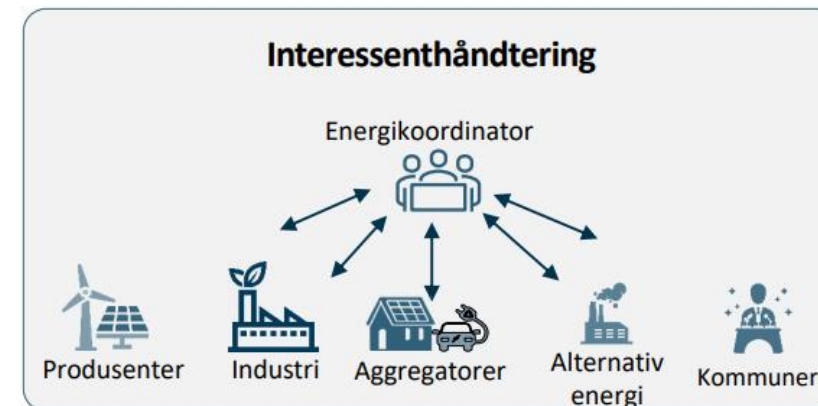 Interessenthåndtering
Energikoordinator
Produsenter
Industri
Aggregatorer
Alternativ
energi
Kommuner